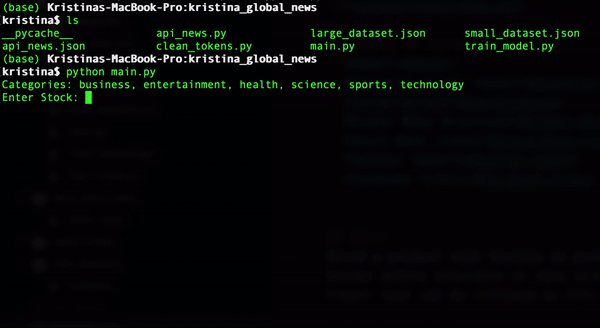 (base) Kristinas-MacBook-Pro:kristina_global_news
kristina$ ls
__pycache__ api_news.py large_dataset.json small_dataset.json
api_news.json clean_tokens.py main.py train_model.py
(base) Kristinas-MacBook-Pro:kristina_global_news
kristina$ python main.py
Categories: business, entertainment, health, science, sports, technology
Enter Stock: